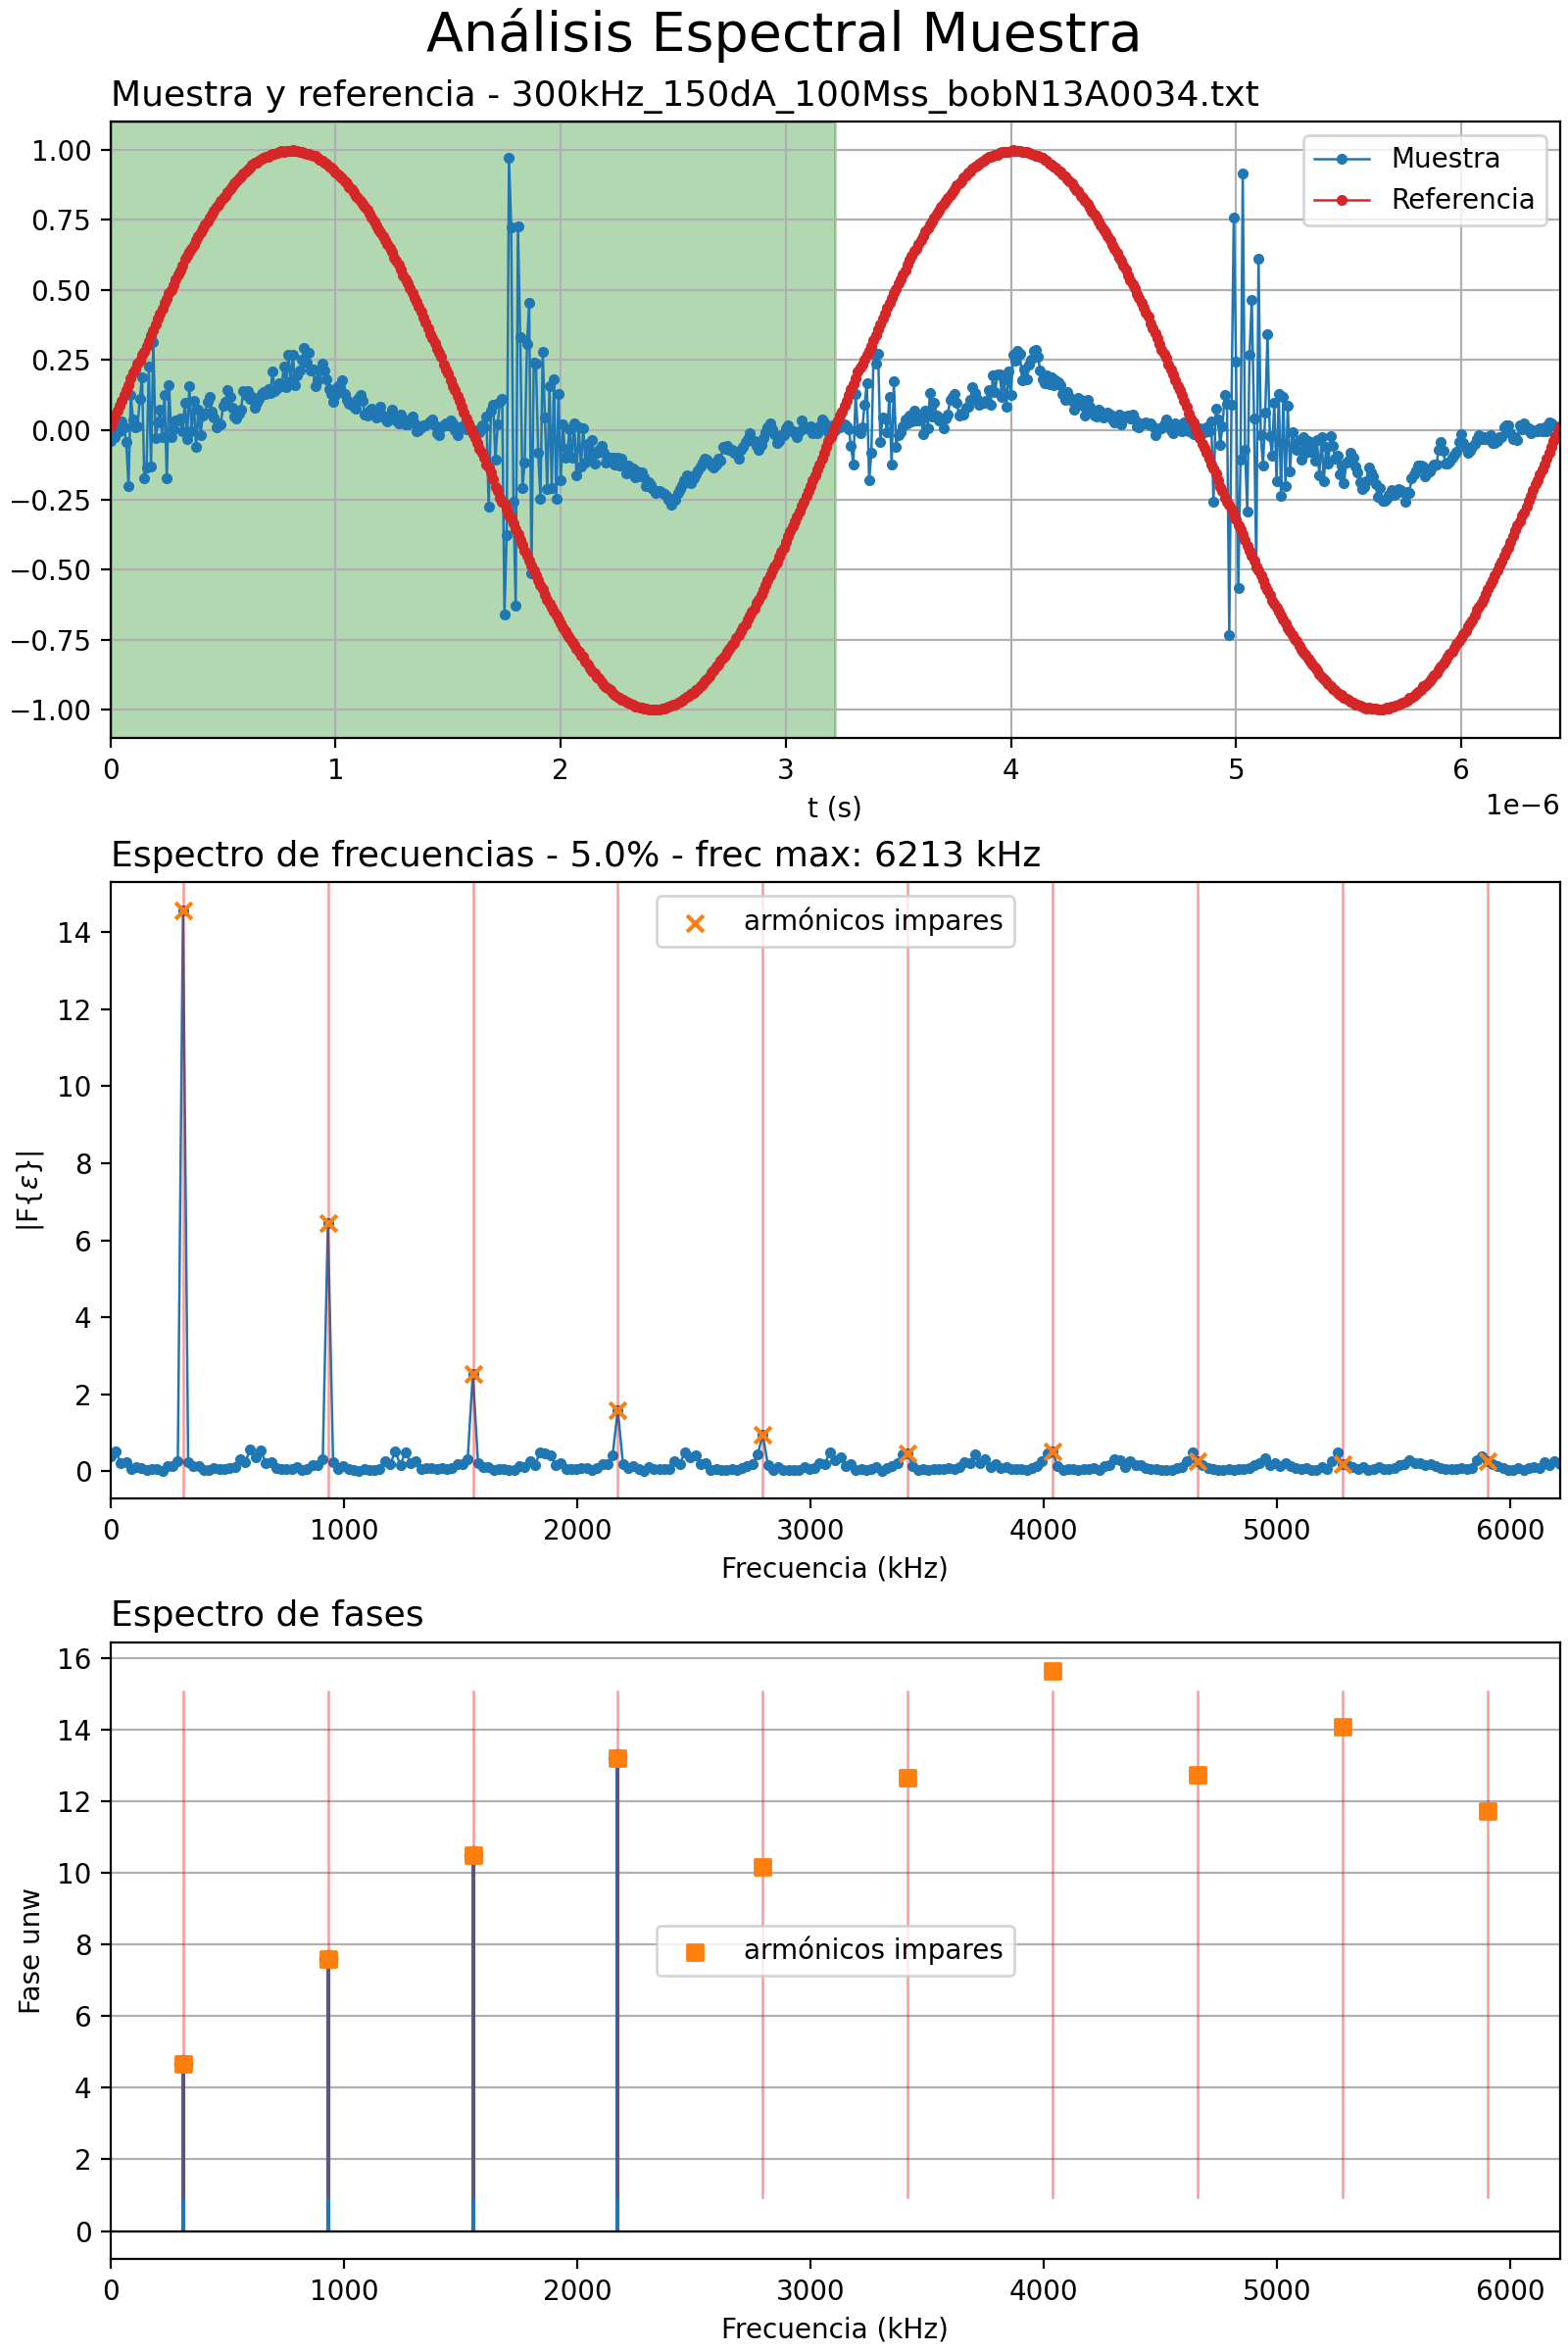 Análisis Espectral Muestra
Muestra y referencia - 300kHz_150dA_100Mss_bobN13A0034.txt
1.00
0.75
0.50
0.25
0.00
−0.25
−0.50
−0.75
−1.00
Muestra
Referencia
0 1 2 3 4 5 6
t (s)
1e−6
Espectro de frecuencias - 5.0% - frec max: 6213 kHz
14
12
10
8
6
4
2
0
|F{ε}|
armónicos impares
0 1000 2000 3000 4000 5000 6000
Frecuencia (kHz)
Espectro de fases
16
14
12
10
8
6
4
2
0
Fase unw
armónicos impares
0 1000 2000 3000 4000 5000 6000
Frecuencia (kHz)